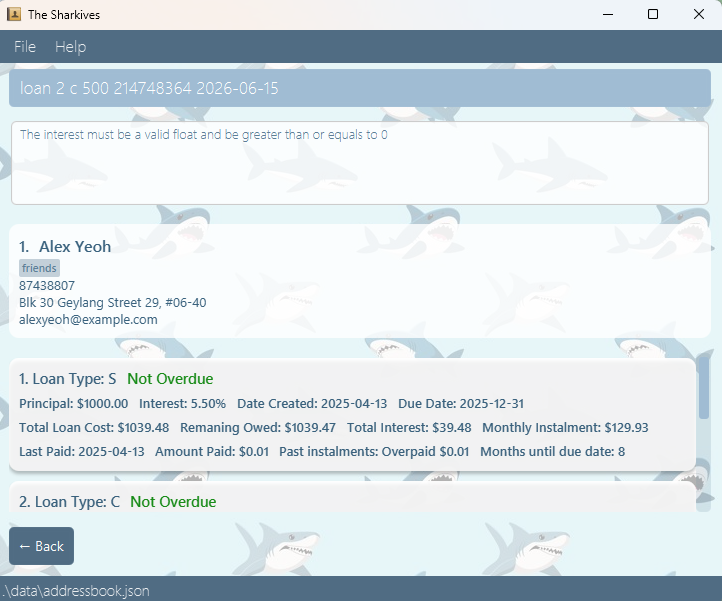 The Sharkives
File Help
loan 2 c 500 214748364 2026-06-15
The interest must be a valid float and be greater than or equals to 0
1. Alex Yeoh
friends
87438807
Blk 30 Geylang Street 29, #06-40
alexyeoh@example.com
1. Loan Type: S Not Overdue
Principal: $1000.00 Interest: 5.50% Date Created: 2025-04-13 Due Date: 2025-12-31
Total Loan Cost: $1039.48 Remaning Owed: $1039.47 Total Interest: $39.48 Monthly Instalment: $129.93
Last Paid: 2025-04-13 Amount Paid: $0.01 Past instalments: Overpaid $0.01 Months until due date: 8
2. Loan Type: C Not Overdue
← Back
.\data\addressbook.json